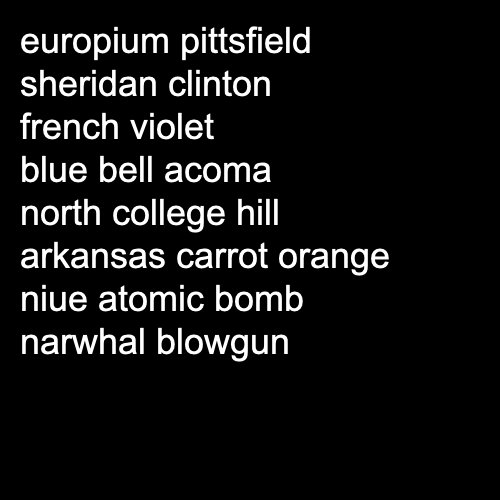 europium pittsfield
sheridan clinton
french violet
blue bell acoma
north college hill
arkansas carrot orange
niue atomic bomb
narwhal blowgun